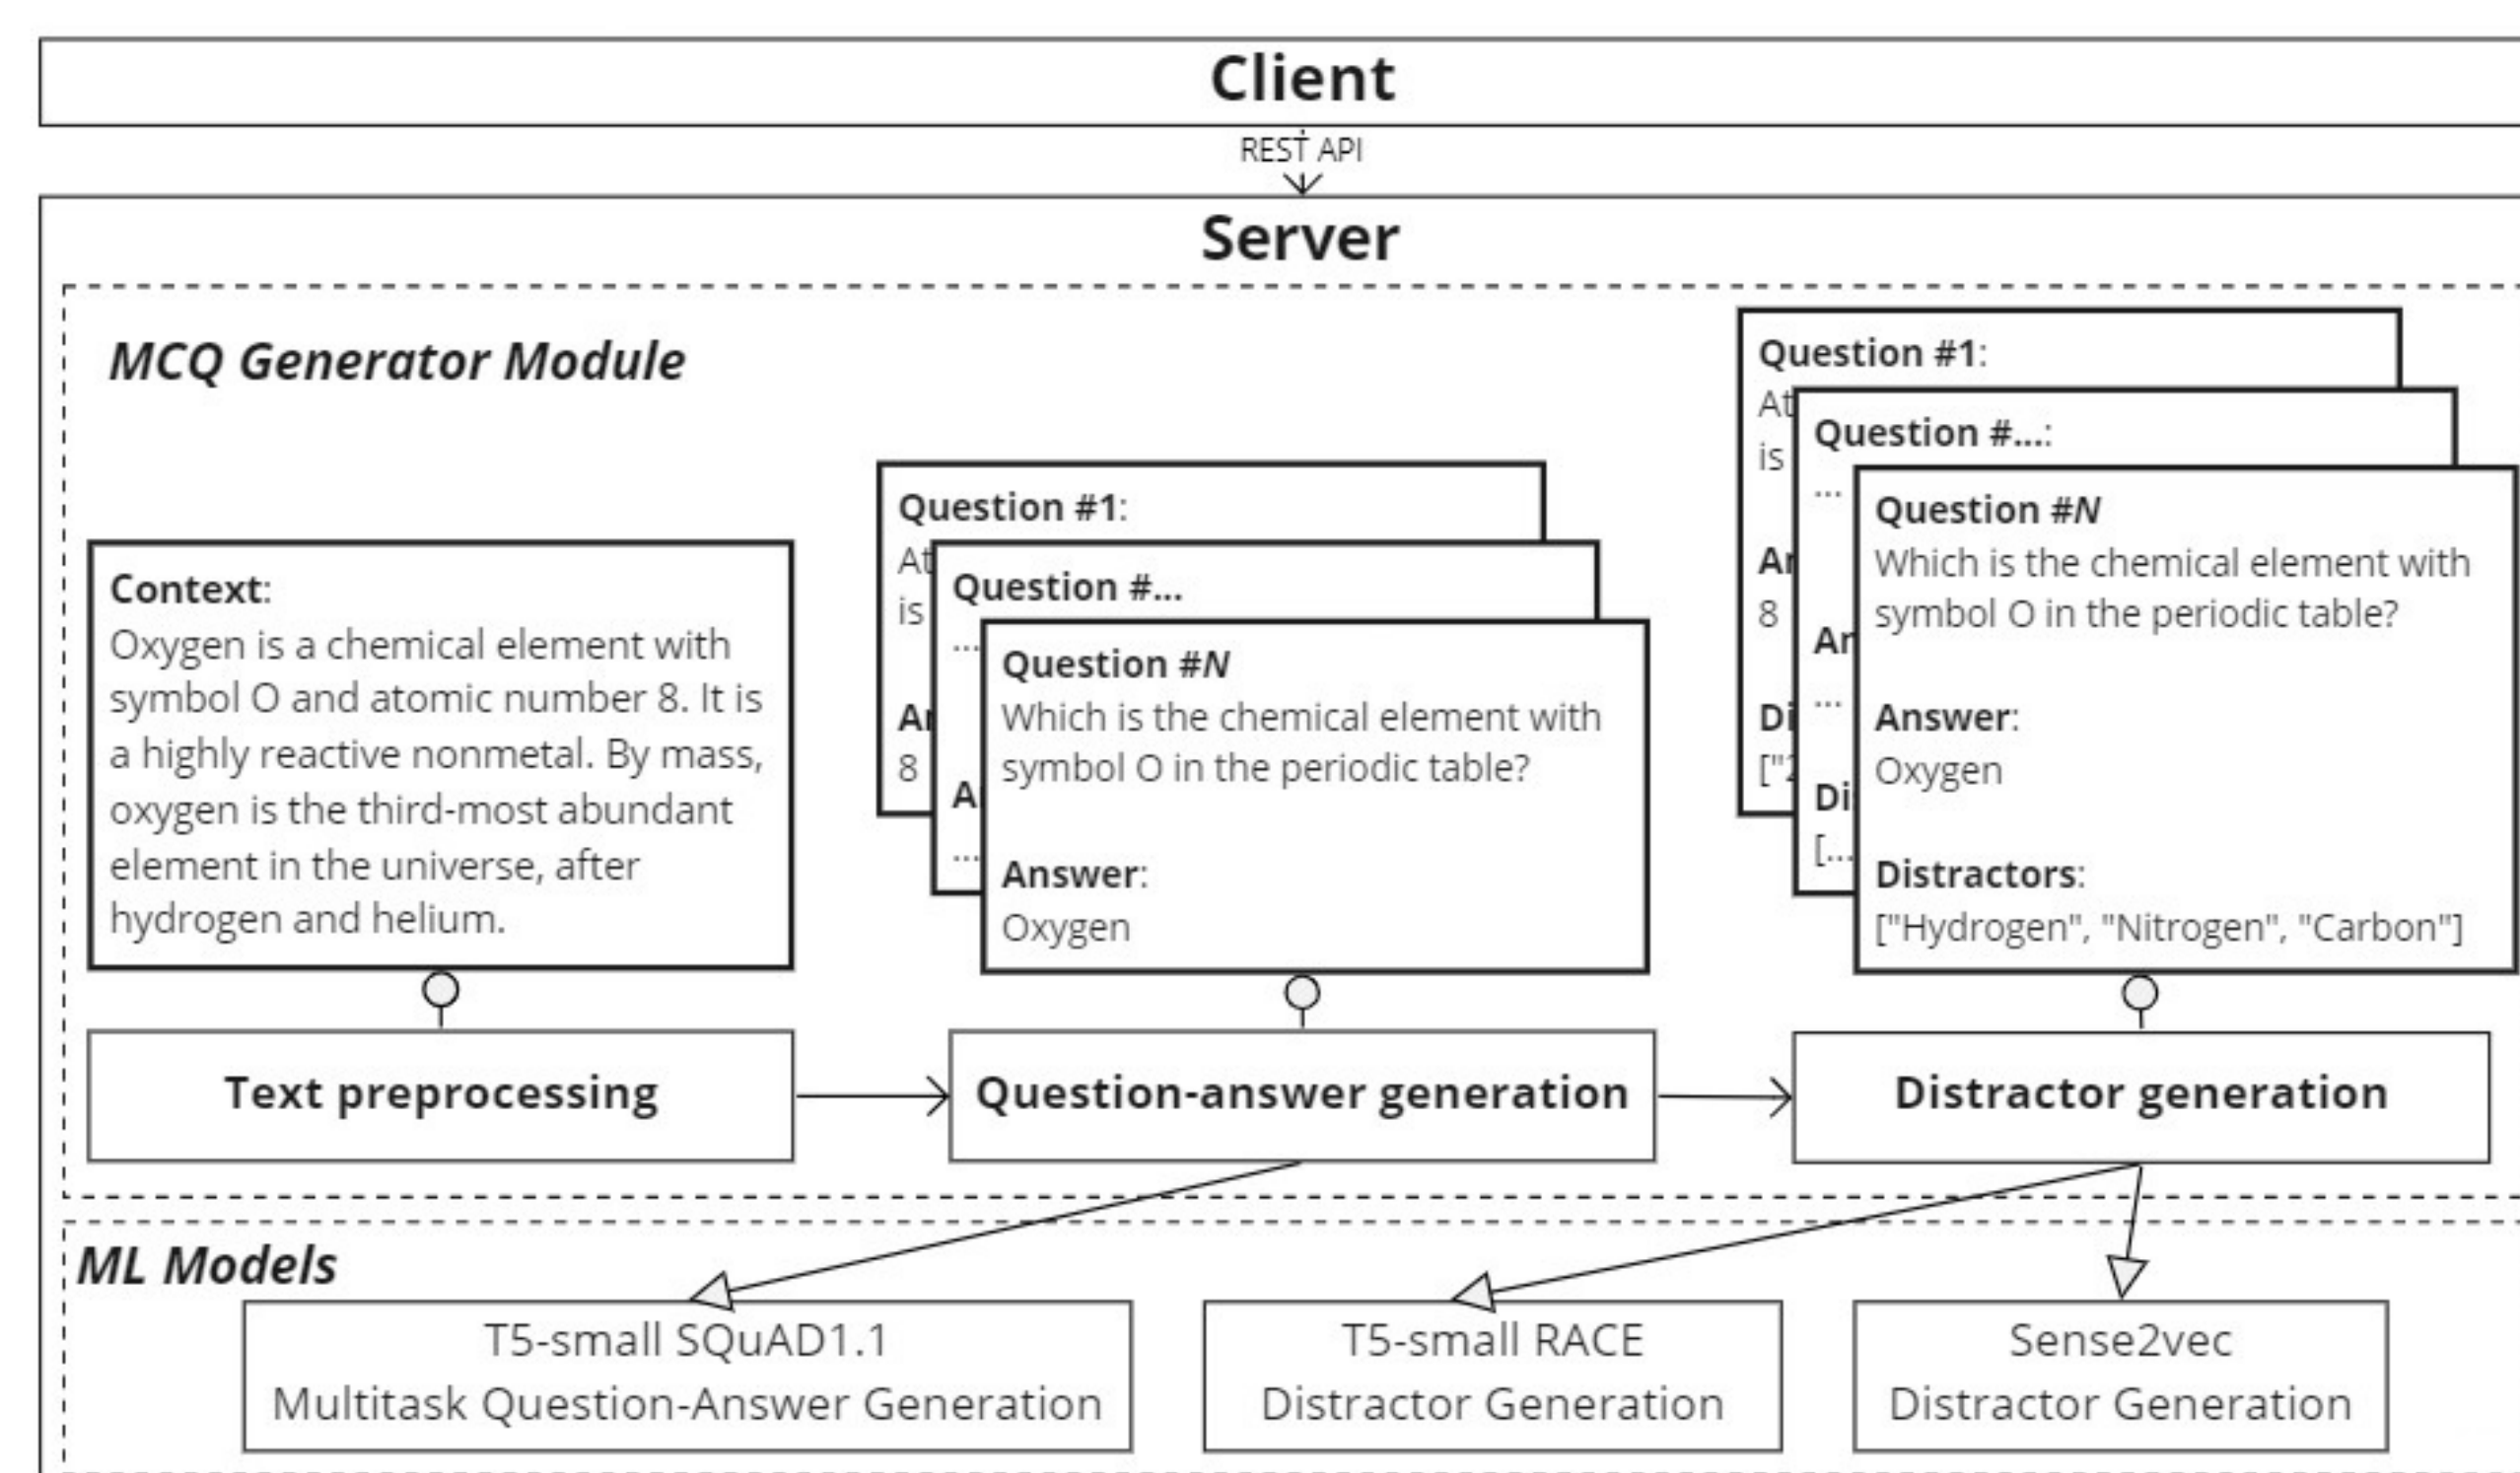 Client
REST API
Server
MCQ Generator Module
Context:
Oxygen is a chemical element with
symbol O and atomic number 8. It is
a highly reactive nonmetal. By mass,
oxygen is the third-most abundant
element in the universe, after
hydrogen and helium.
Question #1:
At
is
8
Question #...
...
...
Question #N
Which is the chemical element with
symbol O in the periodic table?
Answer:
Oxygen
Question #1:
At
is
8
Question #...:
...
...
[...
Question #N
Which is the chemical element with
symbol O in the periodic table?
Answer:
Oxygen
Distractors:
["Hydrogen", "Nitrogen", "Carbon"]
Text preprocessing
Question-answer generation
Distractor generation
ML Models
T5-small SQuAD1.1
Multitask Question-Answer Generation
T5-small RACE
Distractor Generation
Sense2vec
Distractor Generation